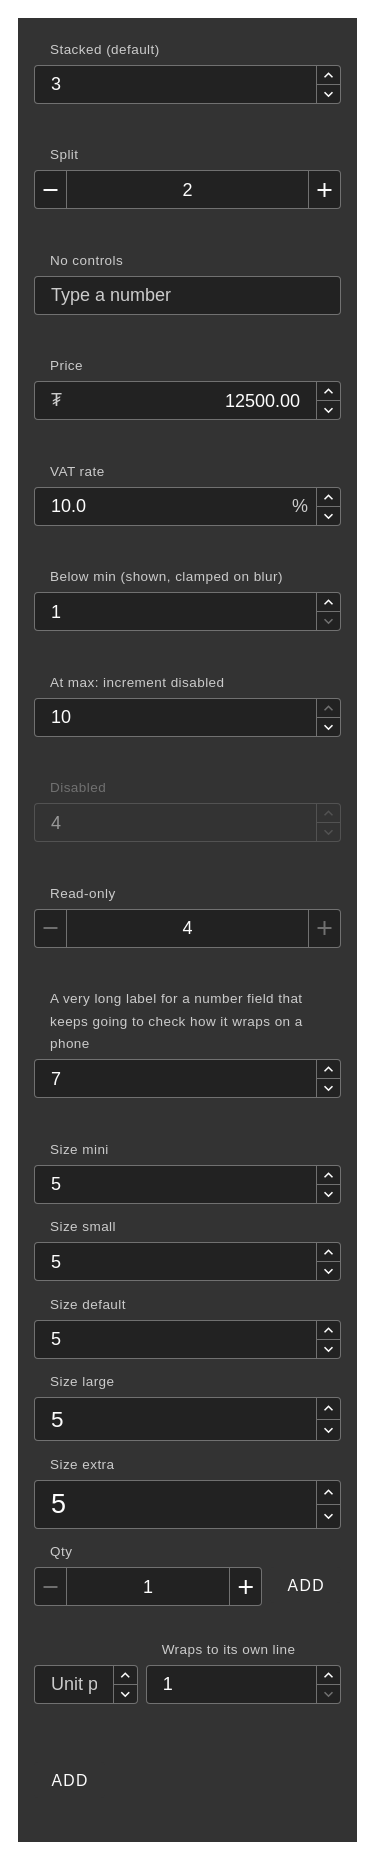 Stacked (default)
3
Split
− 2 +
No controls
Type a number
Price
₮ 12500.00
VAT rate
10.0 %
Below min (shown, clamped on blur)
1
At max: increment disabled
10
Disabled
4
Read-only
− 4 +
A very long label for a number field that
keeps going to check how it wraps on a
phone
7
Size mini
5
Size small
5
Size default
5
Size large
5
Size extra
5
Qty
− 1 + ADD
Wraps to its own line
Unit p 1
ADD